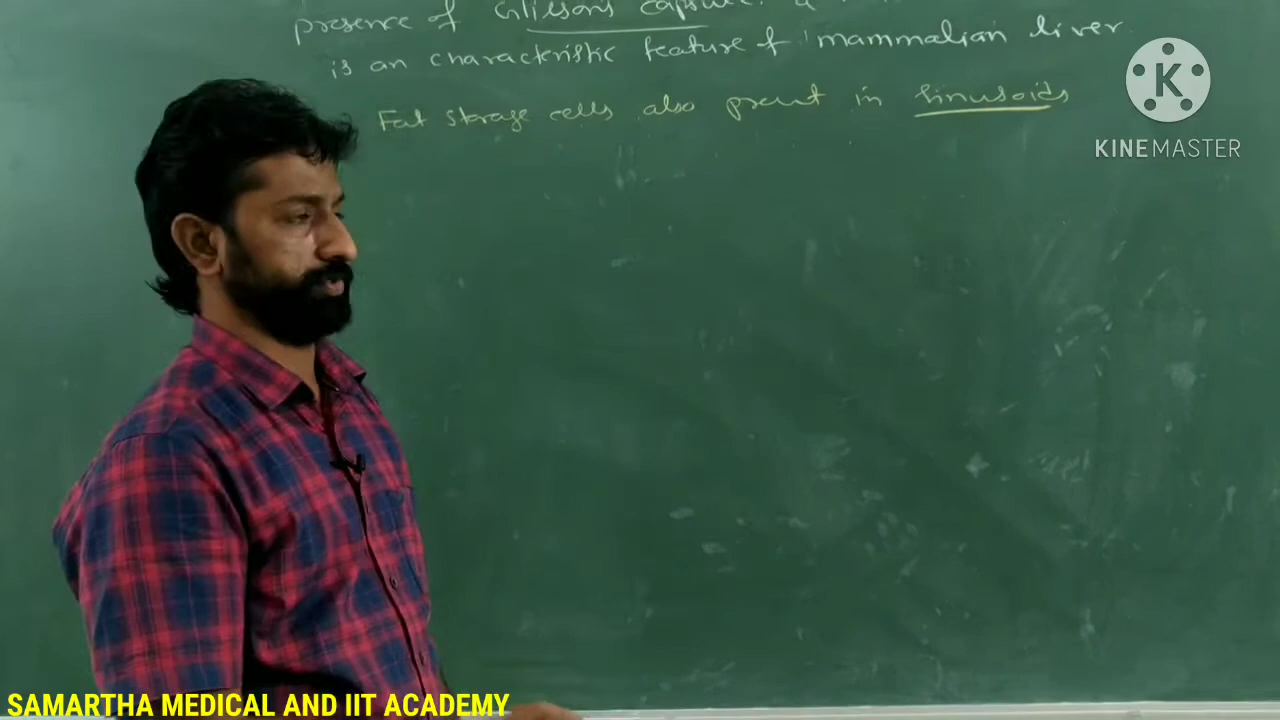 presence of Glisson's capsule
is an characteristic feature of mammalian liver
Fat storage cells also present in sinusoids
K
KINEMASTER
SAMARTHA MEDICAL AND IIT ACADEMY